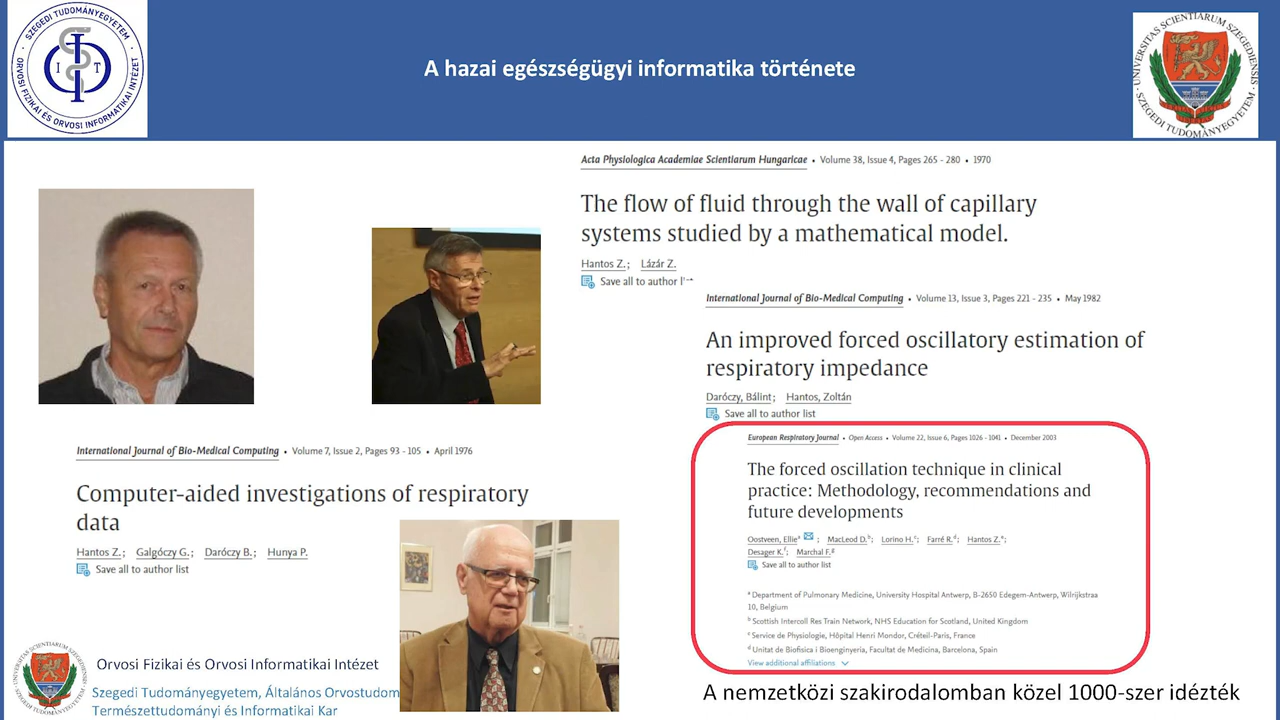 SZEGEDI TUDOMÁNYEGYETEM
ORVOSI FIZIKAI ÉS ORVOSI INFORMATIKAI INTÉZET
I T
A hazai egészségügyi informatika története
UNIVERSITAS SCIENTIARUM SZEGEDIENSIS
SZEGEDI TUDOMÁNYEGYETEM
Acta Physiologica Academiae Scientiarum Hungaricae • Volume 38, Issue 4, Pages 265 - 280 • 1970
The flow of fluid through the wall of capillary
systems studied by a mathematical model.
Hantos Z.; Lázár Z.
Save all to author l
International Journal of Bio-Medical Computing • Volume 13, Issue 3, Pages 221 - 235 • May 1982
An improved forced oscillatory estimation of
respiratory impedance
Daróczy, Bálint; Hantos, Zoltán
Save all to author list
International Journal of Bio-Medical Computing • Volume 7, Issue 2, Pages 93 - 105 • April 1976
Computer-aided investigations of respiratory
data
Hantos Z.; Galgóczy G.; Daróczy B.; Hunya P.
Save all to author list
European Respiratory Journal • Open Access • Volume 22, Issue 6, Pages 1026 - 1041 • December 2003
The forced oscillation technique in clinical
practice: Methodology, recommendations and
future developments
Oostveen, Ellie a; MacLeod D. b; Lorino H. c; Farré R. d; Hantos Z. e;
Desager K. f; Marchal F. g
Save all to author list
a Department of Pulmonary Medicine, University Hospital Antwerp, B-2650 Edegem-Antwerp, Wilrijkstraa
10, Belgium
b Scottish Intercoll Res Train Network, NHS Education for Scotland, United Kingdom
c Service de Physiologie, Hôpital Henri Mondor, Créteil-Paris, France
d Unitat de Biofisica i Bioenginyeria, Facultat de Medicina, Barcelona, Spain
View additional affiliations
Orvosi Fizikai és Orvosi Informatikai Intézet
Szegedi Tudományegyetem, Általános Orvostudom
Természettudományi és Informatikai Kar
A nemzetközi szakirodalomban közel 1000-szer idézték